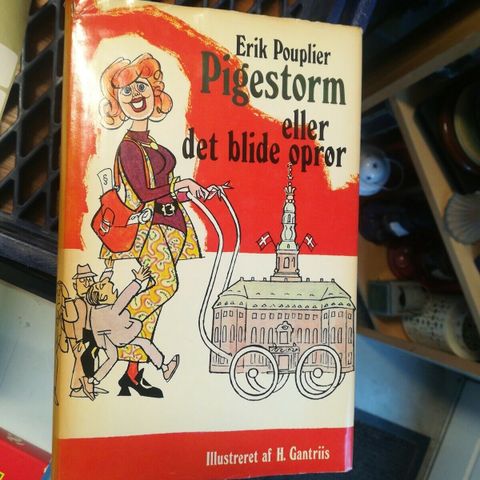 Erik Pouplier
Pigestorm
eller
det blide oprør
§
Illustreret af H. Gantriis